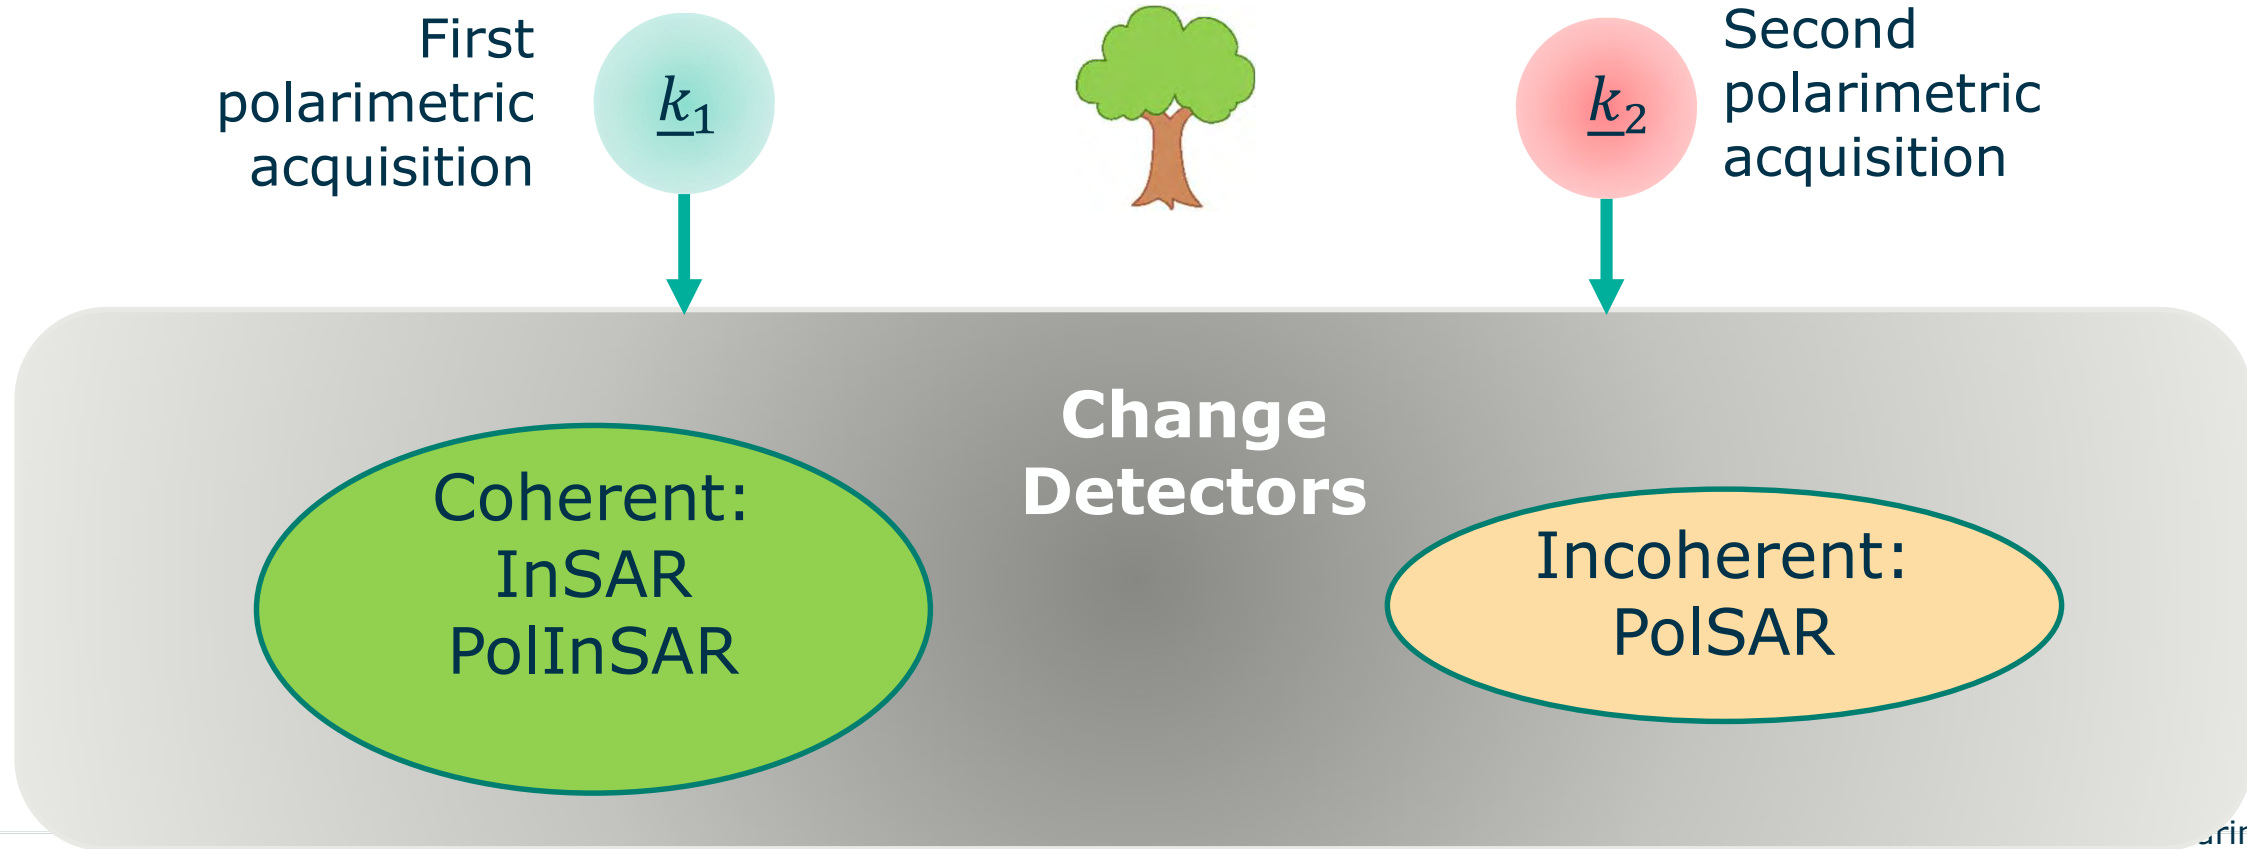 First
polarimetric
acquisition
k₁
k₂
Second
polarimetric
acquisition
Change
Detectors
Coherent:
InSAR
PolInSAR
Incoherent:
PolSAR